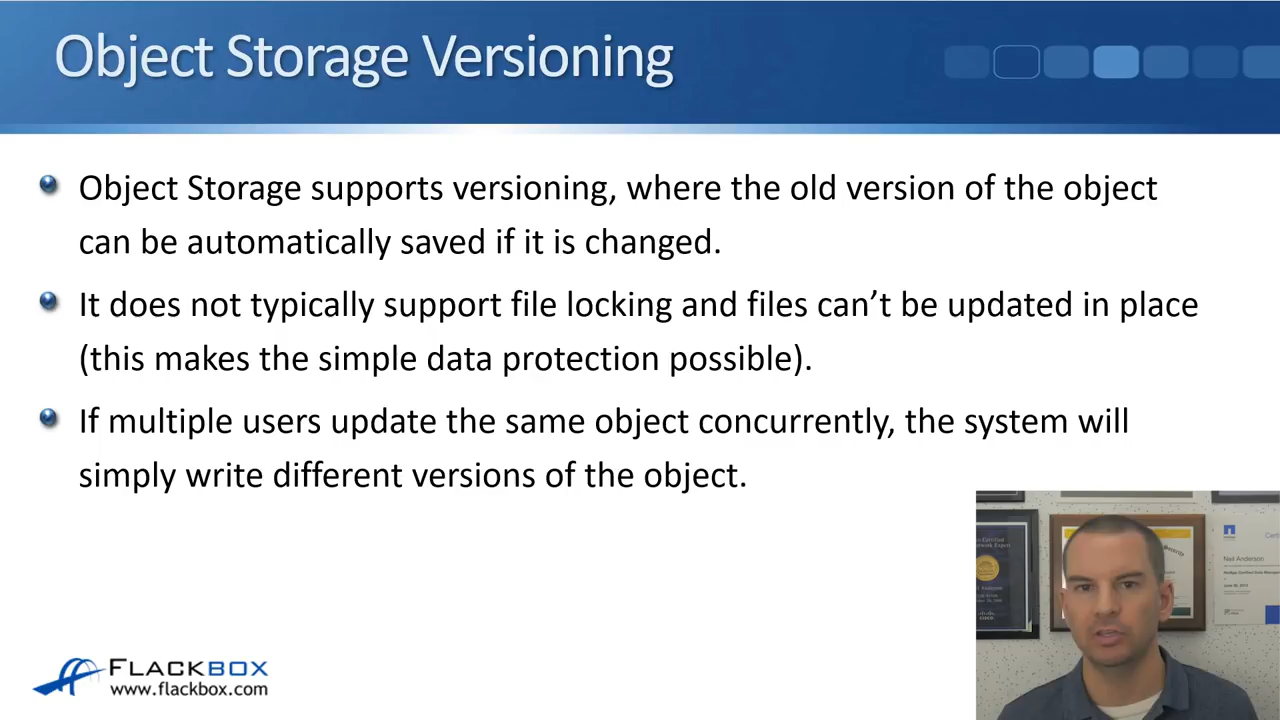 Object Storage Versioning
Object Storage supports versioning, where the old version of the object
can be automatically saved if it is changed.
It does not typically support file locking and files can’t be updated in place
(this makes the simple data protection possible).
If multiple users update the same object concurrently, the system will
simply write different versions of the object.
Neil Anderson
FLACKBOX
www.flackbox.com